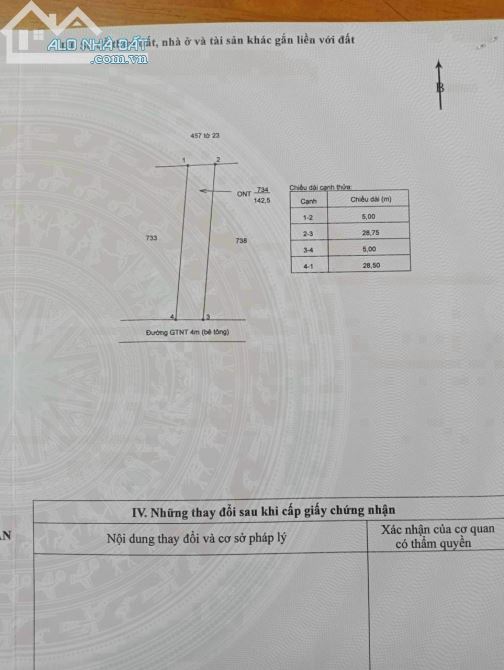 ALO NHÀ ĐẤT
.com.vn
đất, nhà ở và tài sản khác gắn liền với đất
B
457 tờ 23
1 2
ONT 734
142,5
733
738
4 3
Đường GTNT 4m (bê tông)
Chiều dài cạnh thửa:
Cạnh Chiều dài (m)
1-2 5,00
2-3 28,75
3-4 5,00
4-1 28,50
IV. Những thay đổi sau khi cấp giấy chứng nhận
Nội dung thay đổi và cơ sở pháp lý
Xác nhận của cơ quan
có thẩm quyền